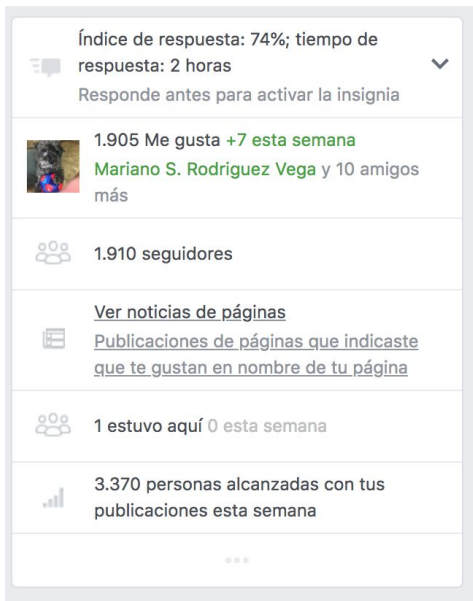 Índice de respuesta: 74%; tiempo de
respuesta: 2 horas
Responde antes para activar la insignia
1.905 Me gusta +7 esta semana
Mariano S. Rodriguez Vega y 10 amigos
más
1.910 seguidores
Ver noticias de páginas
Publicaciones de páginas que indicaste
que te gustan en nombre de tu página
1 estuvo aquí 0 esta semana
3.370 personas alcanzadas con tus
publicaciones esta semana